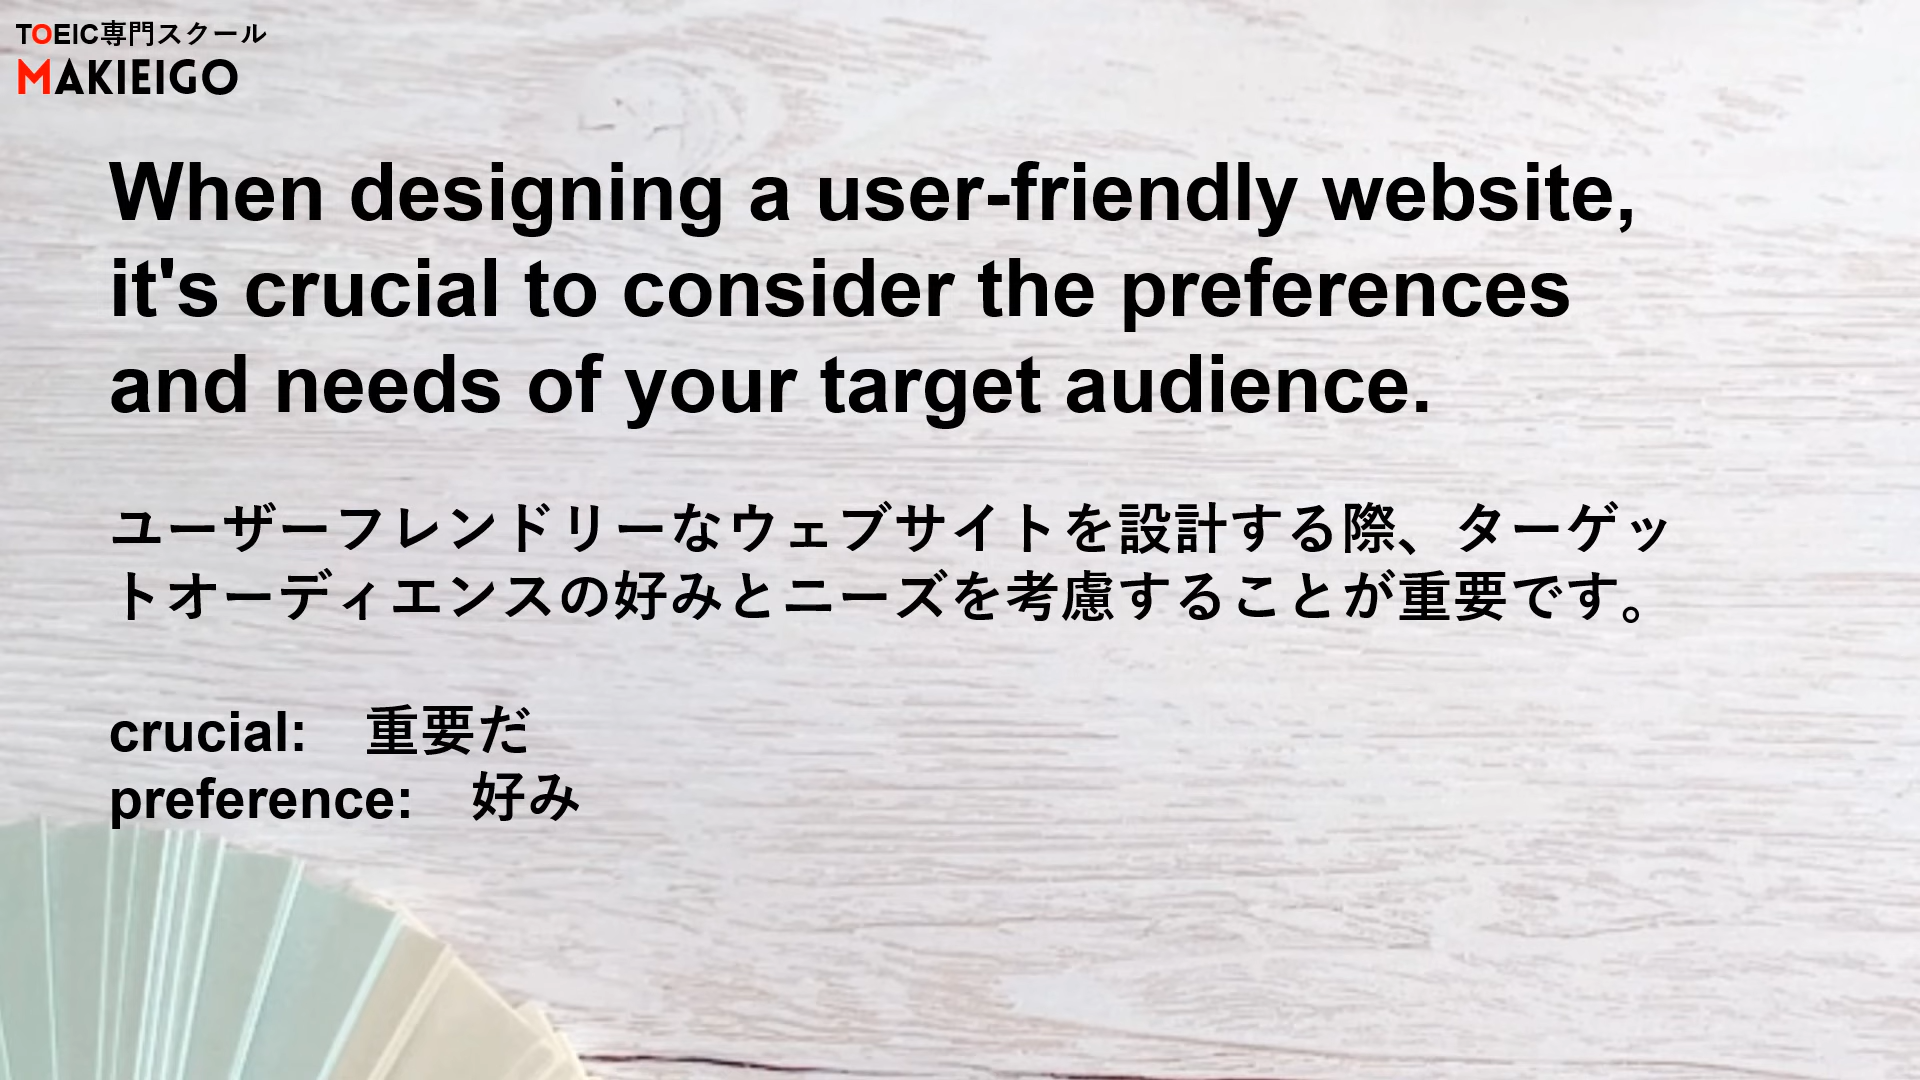 TOEIC専門スクール
MAKIEIGO
When designing a user-friendly website,
it's crucial to consider the preferences
and needs of your target audience.
ユーザーフレンドリーなウェブサイトを設計する際、ターゲッ
トオーディエンスの好みとニーズを考慮することが重要です。
crucial:　重要だ
preference:　好み